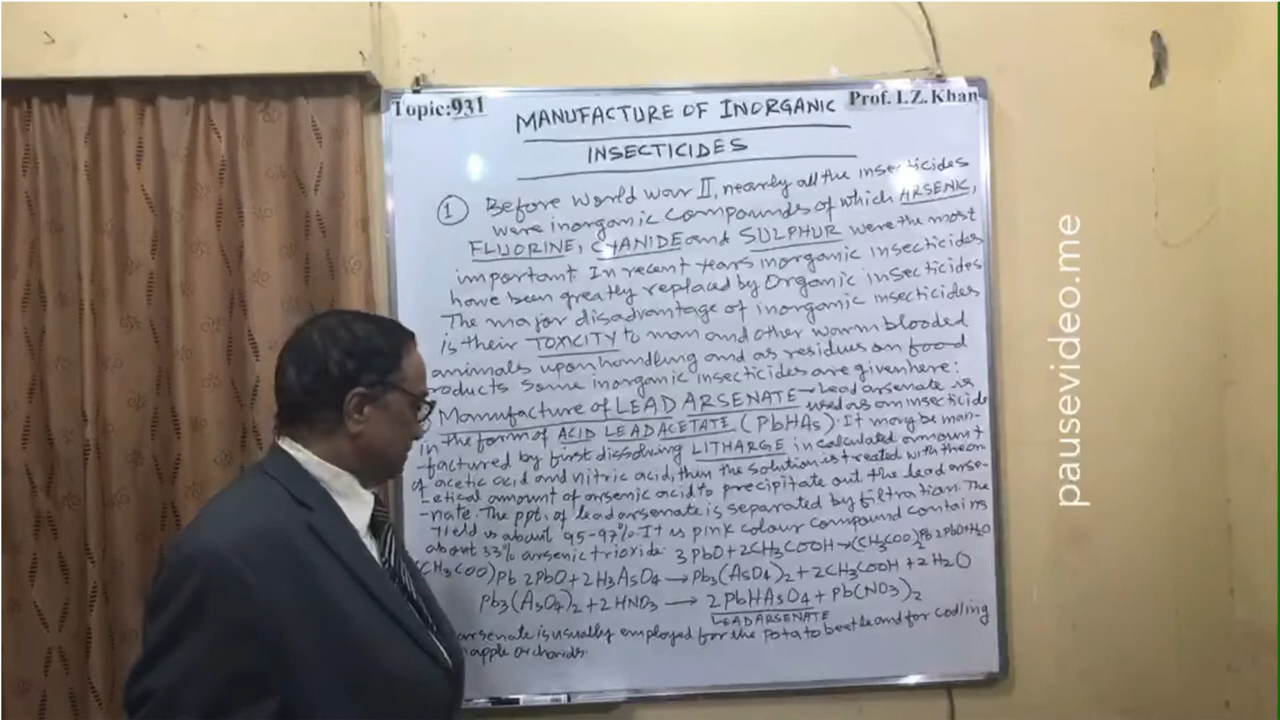 Topic:931
MANUFACTURE OF INORGANIC
Prof. I.Z. Khan
INSECTICIDES
① Before World War II, nearly all the insecticides
were inorganic compounds of which ARSENIC,
FLUORINE, CYANIDE and SULPHUR were the most
important. In recent years inorganic insecticides
have been greatly replaced by Organic insecticides
The major disadvantage of inorganic insecticides
is their TOXICITY to man and other warm blooded
animals upon handling and as residues on food
roducts Some inorganic insecticides are given here:
Manufacture of LEAD ARSENATE - Lead arsenate is
used as an insecticide
in the form of ACID LEAD ACETATE (PbHAs). It may be man-
-factured by first dissolving LITHARGE in calculated amount
of acetic acid and nitric acid, then the solution is treated with theor
-etical amount of arsenic acid to precipitate out the lead arse-
-nate. The ppt. of lead arsenate is separated by filtration. The
Yield is about 95-97%. It is pink colour compound contains
about 33% arsenic trioxide. 3PbO + 2CH3COOH → (CH3COO)2Pb 2PbO + H2O
(CH3COO)Pb 2PbO + 2H3AsO4 → Pb3(AsO4)2 + 2CH3COOH + 2H2O
Pb3(AsO4)2 + 2HNO3 → 2PbHAsO4 + Pb(NO3)2
LEAD ARSENATE
arsenate is usually employed for the potato beetle and for codling
apple orchards.
pausevideo.me